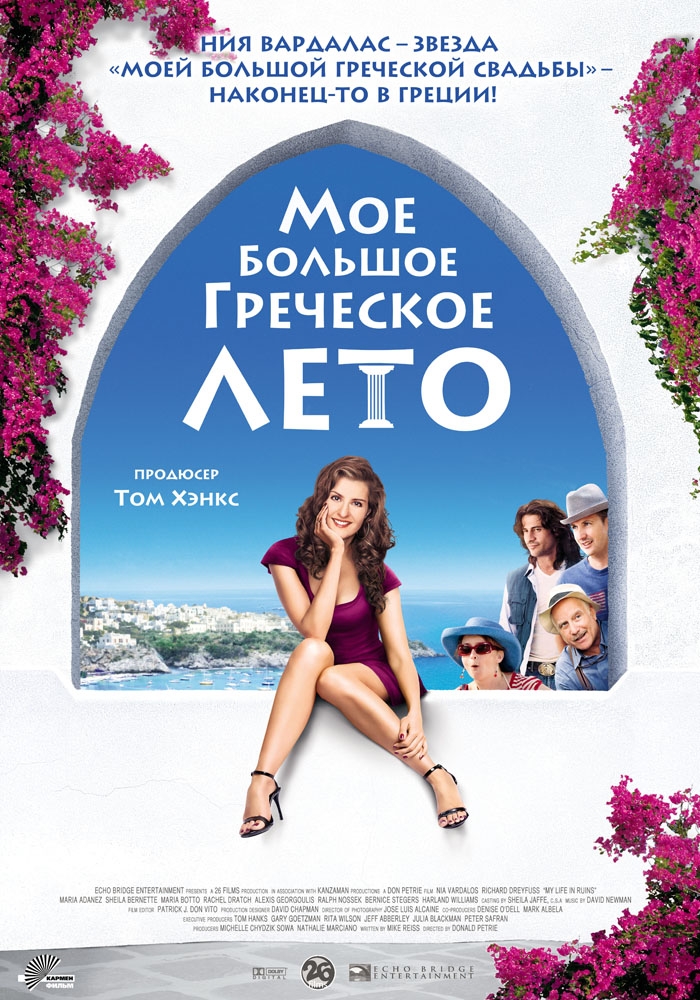 НИЯ ВАРДАЛАС – ЗВЕЗДА
«МОЕЙ БОЛЬШОЙ ГРЕЧЕСКОЙ СВАДЬБЫ» –
НАКОНЕЦ-ТО В ГРЕЦИИ!
МОЕ
БОЛЬШОЕ
ГРЕЧЕСКОЕ
ЛЕТО
ПРОДЮСЕР
ТОМ ХЭНКС
ECHO BRIDGE ENTERTAINMENT PRESENTS A 26 FILMS PRODUCTION IN ASSOCIATION WITH KANZAMAN PRODUCTIONS A DON PETRIE FILM NIA VARDALOS RICHARD DREYFUSS "MY LIFE IN RUINS"
MARIA ADANEZ SHEILA BERNETTE MARIA BOTTO RACHEL DRATCH ALEXIS GEORGOULIS RALPH NOSSEK BERNICE STEGERS HARLAND WILLIAMS CASTING BY SHEILA JAFFE, C.S.A. MUSIC BY DAVID NEWMAN
FILM EDITOR PATRICK J. DON VITO PRODUCTION DESIGNER DAVID CHAPMAN DIRECTOR OF PHOTOGRAPHY JOSE LUIS ALCAINE CO-PRODUCERS DENISE O'DELL MARK ALBELA
EXECUTIVE PRODUCERS TOM HANKS GARY GOETZMAN RITA WILSON JEFF ABBERLEY JULIA BLACKMAN PETER SAFRAN
PRODUCERS MICHELLE CHYDZIK SOWA NATHALIE MARCIANO WRITTEN BY MIKE REISS DIRECTED BY DONALD PETRIE
КАРМЕН
ФИЛЬМ
DOLBY
DIGITAL
26
ECHO BRIDGE
ENTERTAINMENT